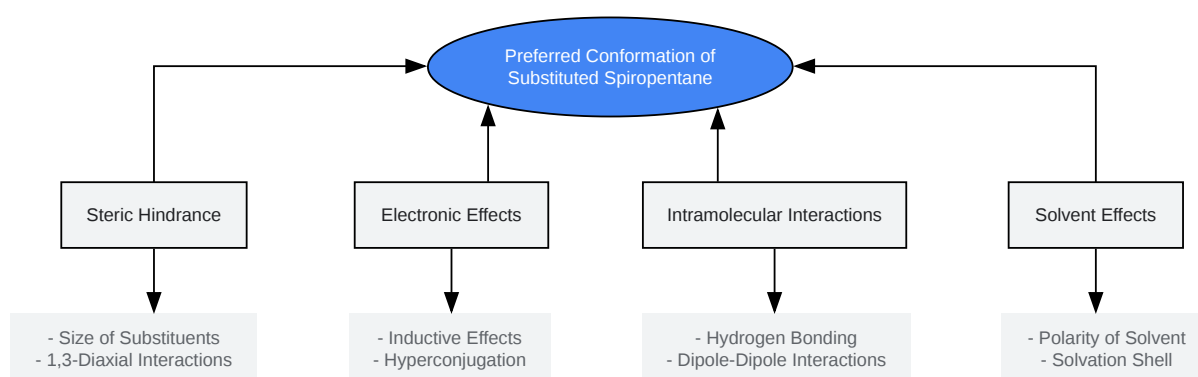 Preferred Conformation of
Substituted Spiropentane
Steric Hindrance
Electronic Effects
Intramolecular Interactions
Solvent Effects
- Size of Substituents
- 1,3-Diaxial Interactions
- Inductive Effects
- Hyperconjugation
- Hydrogen Bonding
- Dipole-Dipole Interactions
- Polarity of Solvent
- Solvation Shell